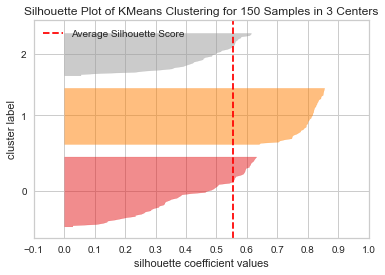 Silhouette Plot of KMeans Clustering for 150 Samples in 3 Centers
Average Silhouette Score
2
1
0
cluster label
−0.1 0.0 0.1 0.2 0.3 0.4 0.5 0.6 0.7 0.8 0.9 1.0
silhouette coefficient values